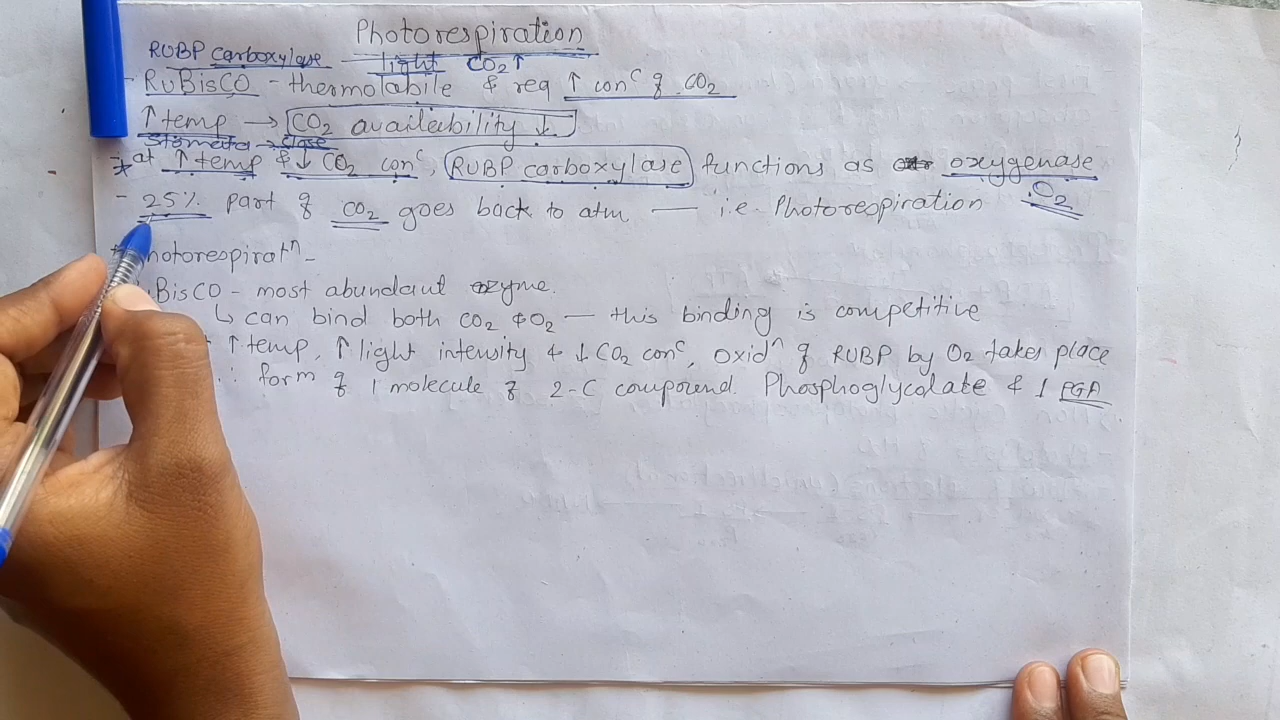 Photorespiration
RUBP carboxylase light CO₂↑
- RuBisCO - thermolabile & req ↑ conᶜ of CO₂
↑ temp → CO₂ availability ↓
Stomata → close
* at ↑ temp & ↓ CO₂ conᶜ, RUBP carboxylase functions as oxygenase
- 25% part of CO₂ goes back to atm — i.e. Photorespiration O₂
* hotorespiratⁿ -
BisCO - most abundant enzyme.
↳ can bind both CO₂ & O₂ — this binding is competitive
↑ temp, ↑ light intensity & ↓ CO₂ conᶜ, oxidⁿ of RUBP by O₂ takes place
∴ formⁿ of 1 molecule of 2-C compound Phosphoglycolate & 1 PGA